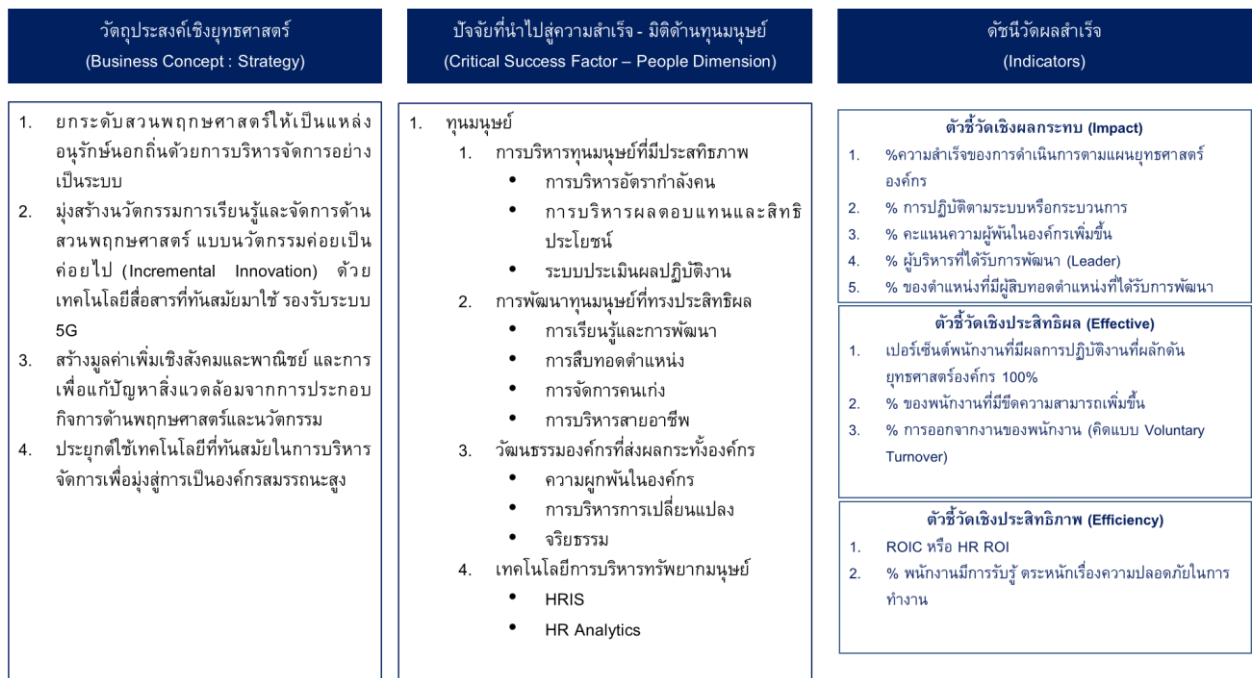 วัตถุประสงค์เชิงยุทธศาสตร์
(Business Concept : Strategy)
1. ยกระดับสวนพฤกษศาสตร์ให้เป็นแหล่ง
อนุรักษ์นอกถิ่นด้วยการบริหารจัดการอย่าง
เป็นระบบ
2. มุ่งสร้างนวัตกรรมการเรียนรู้และจัดการด้าน
สวนพฤกษศาสตร์ แบบนวัตกรรมค่อยเป็น
ค่อยไป (Incremental Innovation) ด้วย
เทคโนโลยีสื่อสารที่ทันสมัยมาใช้ รองรับระบบ
5G
3. สร้างมูลค่าเพิ่มเชิงสังคมและพาณิชย์ และการ
เพื่อแก้ปัญหาสิ่งแวดล้อมจากการประกอบ
กิจการด้านพฤกษศาสตร์และนวัตกรรม
4. ประยุกต์ใช้เทคโนโลยีที่ทันสมัยในการบริหาร
จัดการเพื่อมุ่งสู่การเป็นองค์กรสมรรถนะสูง
ปัจจัยที่นำไปสู่ความสำเร็จ - มิติด้านทุนมนุษย์
(Critical Success Factor – People Dimension)
1. ทุนมนุษย์
1. การบริหารทุนมนุษย์ที่มีประสทิธภาพ
• การบริหารอัตรากำลังคน
• การบริหารผลตอบแทนและสิทธิ
ประโยชน์
• ระบบประเมินผลปฏิบัติงาน
2. การพัฒนาทุนมนุษย์ที่ทรงประสิทธิผล
• การเรียนรู้และการพัฒนา
• การสืบทอดตำแหน่ง
• การจัดการคนเก่ง
• การบริหารสายอาชีพ
3. วัฒนธรรมองค์กรที่ส่งผลกระทั้งองค์กร
• ความผูกพันในองค์กร
• การบริหารการเปลี่ยนแปลง
• จริยธรรม
4. เทคโนโลยีการบริหารทรัพยากมนุษย์
• HRIS
• HR Analytics
ดัชนีวัดผลสำเร็จ
(Indicators)
ตัวชี้วัดเชิงผลกระทบ (Impact)
1. %ความสำเร็จของการดำเนินการตามแผนยุทธศาสตร์
องค์กร
2. % การปฏิบัติตามระบบหรือกระบวนการ
3. % คะแนนความผู้พันในองค์กรเพิ่มขึ้น
4. % ผู้บริหารที่ได้รับการพัฒนา (Leader)
5. % ของตำแหน่งที่มีผู้สิบทอดตำแหน่งที่ได้รับการพัฒนา
ตัวชี้วัดเชิงประสิทธิผล (Effective)
1. เปอร์เซ็นต์พนักงานที่มีผลการปฏิบัติงานที่ผลักดัน
ยุทธศาสตร์องค์กร 100%
2. % ของพนักงานที่มีขีดความสามารถเพิ่มขึ้น
3. % การออกจากงานของพนักงาน (คิดแบบ Voluntary
Turnover)
ตัวชี้วัดเชิงประสิทธิภาพ (Efficiency)
1. ROIC หรือ HR ROI
2. % พนักงานมีการรับรู้ ตระหนักเรื่องความปลอดภัยในการ
ทำงาน